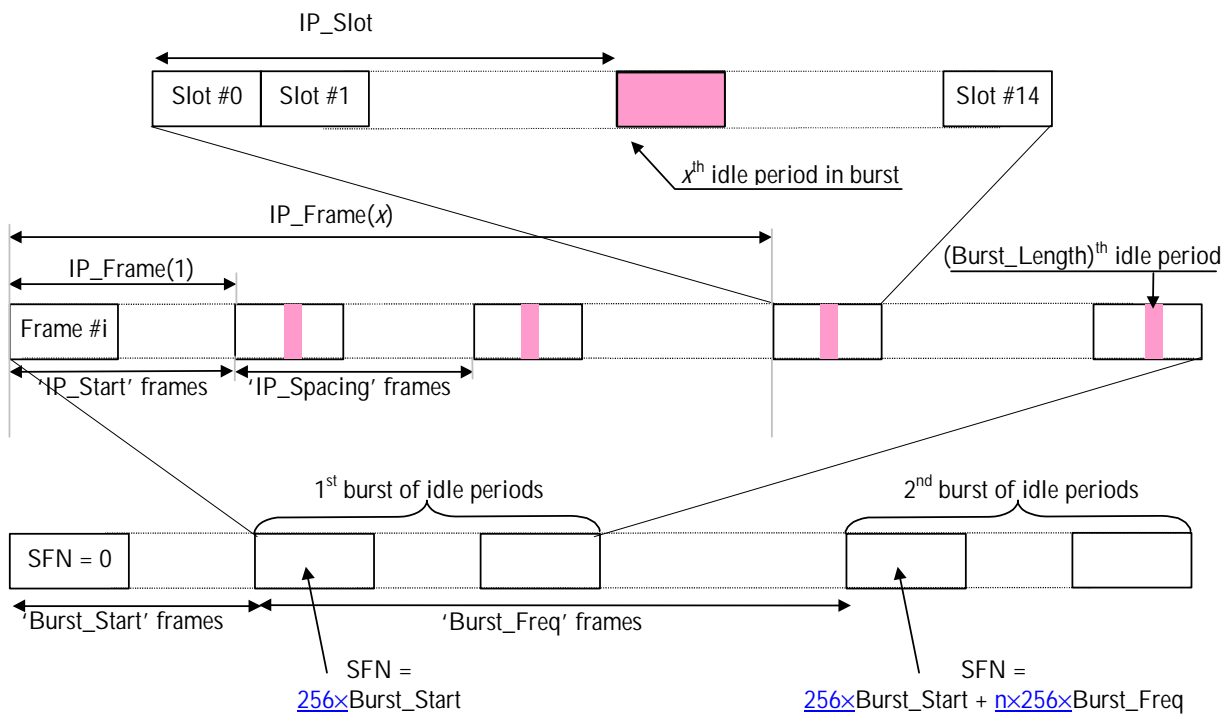 IP_Slot
Slot #0 Slot #1 Slot #14
xth idle period in burst
IP_Frame(x)
IP_Frame(1)
(Burst_Length)th idle period
Frame #i
‘IP_Start’ frames ‘IP_Spacing’ frames
1st burst of idle periods 2nd burst of idle periods
SFN = 0
‘Burst_Start’ frames ‘Burst_Freq’ frames
SFN =
256×Burst_Start
SFN =
256×Burst_Start + n×256×Burst_Freq